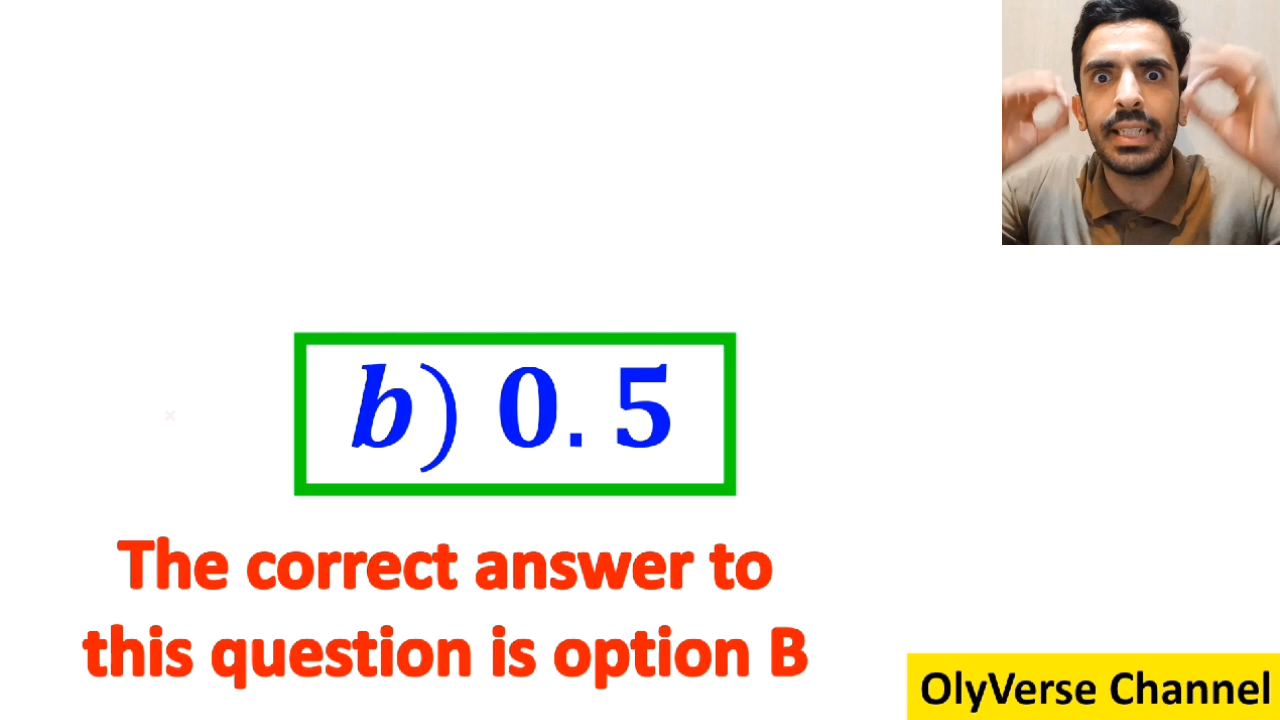 b) 0.5
The correct answer to
this question is option B
OlyVerse Channel